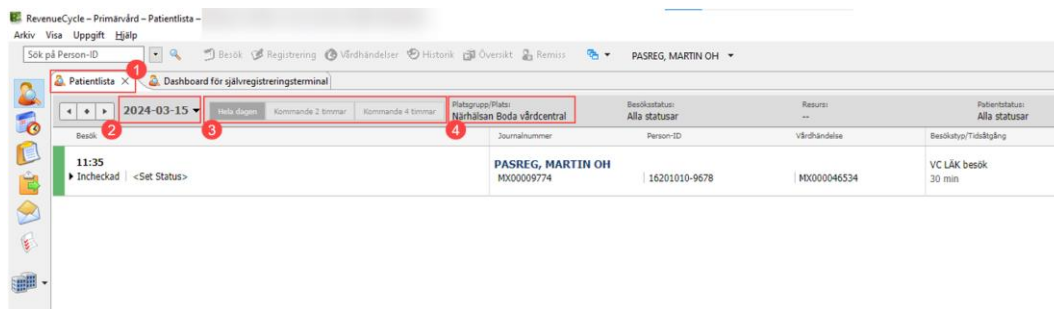 RevenueCycle – Primärvård – Patientlista –
Arkiv Visa Uppgift Hjälp
Sök på Person-ID Besök Registrering Vårdhändelser Historik Översikt Remiss PASREG, MARTIN OH
1
Patientlista × Dashboard för självregistreringsterminal
2024-03-15 Hela dagen Kommande 2 timmar Kommande 4 timmar Platsgrupp/Plats: Besöksstatus: Resurs: Patientstatus:
Närhälsan Boda vårdcentral Alla statusar -- Alla statusar
2 3 4
Besök Journalnummer Person-ID Vårdhändelse Besökstyp/Tidsåtgång
11:35 PASREG, MARTIN OH VC LÄK besök
Incheckad <Set Status> MX00009774 16201010-9678 MX000046534 30 min